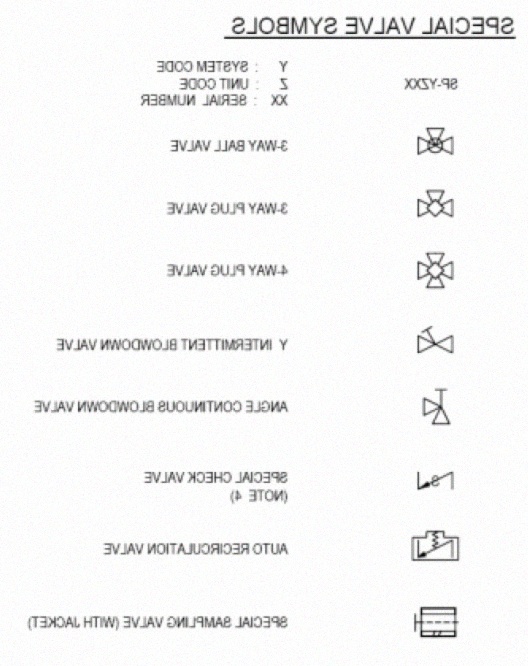 SPECIAL VALVE SYMBOLS
SP-YZXX
Y : SYSTEM CODE
Z : UNIT CODE
XX : SERIAL NUMBER
3-WAY BALL VALVE
3-WAY PLUG VALVE
4-WAY PLUG VALVE
Y INTERMITTENT BLOWDOWN VALVE
ANGLE CONTINUOUS BLOWDOWN VALVE
S
SPECIAL CHECK VALVE
(NOTE 4)
AUTO RECIRCULATION VALVE
SPECIAL SAMPLING VALVE (WITH JACKET)